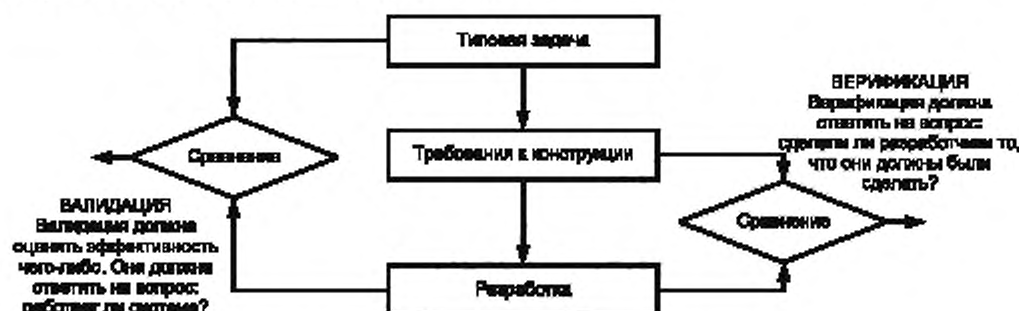 Типовая задача
ВЕРИФИКАЦИЯ
Верификация должна
ответить на вопрос:
сделали ли разработчики то,
что они должны были
сделать?
Сравнение
Требования к конструкции
ВАЛИДАЦИЯ
Валидация должна
оценить эффективность
чего-либо. Она должна
ответить на вопрос:
работает ли система?
Сравнение
Разработка